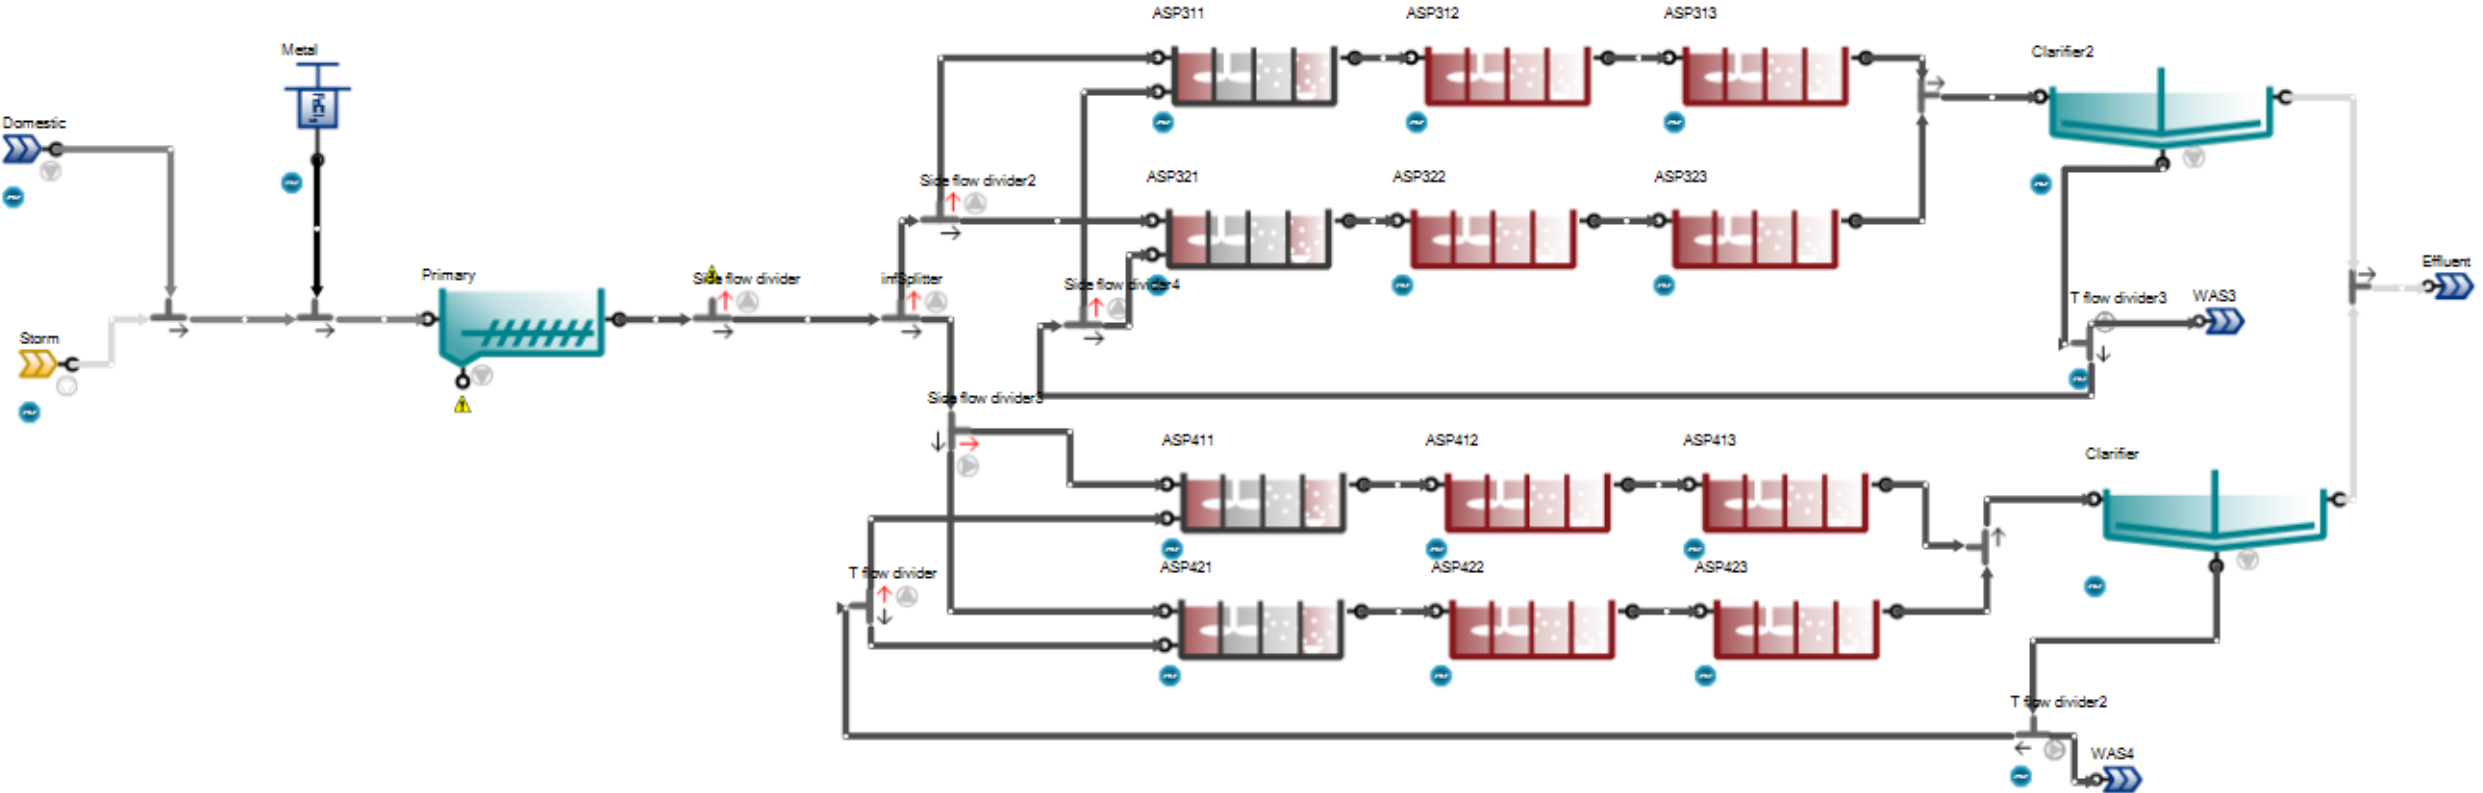 ASP311
ASP312
ASP313
Metal
Clarifier2
FeCl3
Domestic
Side flow divider2
ASP321
ASP322
ASP323
Primary
Side flow divider
infSplitter
Side flow divider4
Effluent
T flow divider3
WAS3
Storm
Side flow divider3
ASP411
ASP412
ASP413
Clarifier
T flow divider
ASP421
ASP422
ASP423
T flow divider2
WAS4